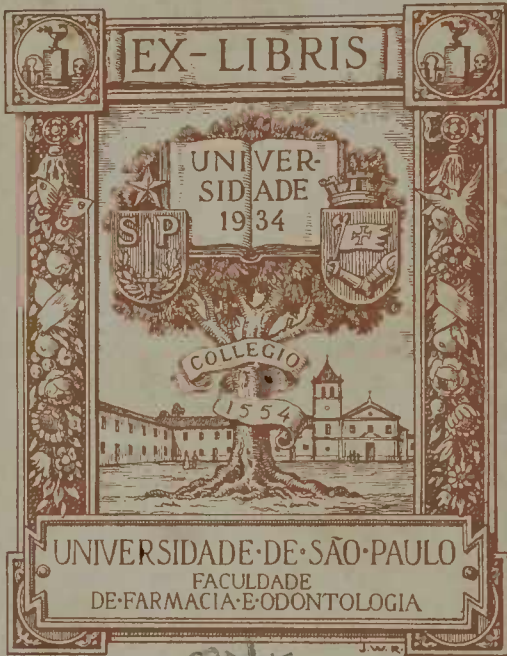 EX-LIBRIS
UNIVER-
SIDADE
1934
S P
COLLEGIO
1554
UNIVERSIDADE·DE·SÃO·PAULO
FACULDADE
DE·FARMACIA·E·ODONTOLOGIA
J.W.R.